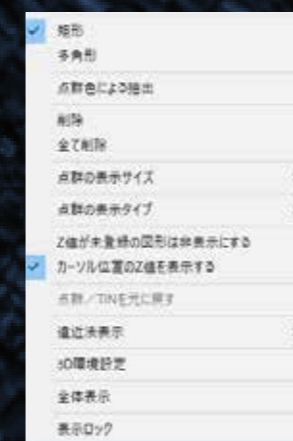 矩形
多角形
点群色による抽出
削除
全て削除
点群の表示サイズ
点群の表示タイプ
Z値が未登録の図形は非表示にする
カーソル位置のZ値を表示する
点群／TINを元に戻す
遠近法表示
3D環境設定
全体表示
表示ロック